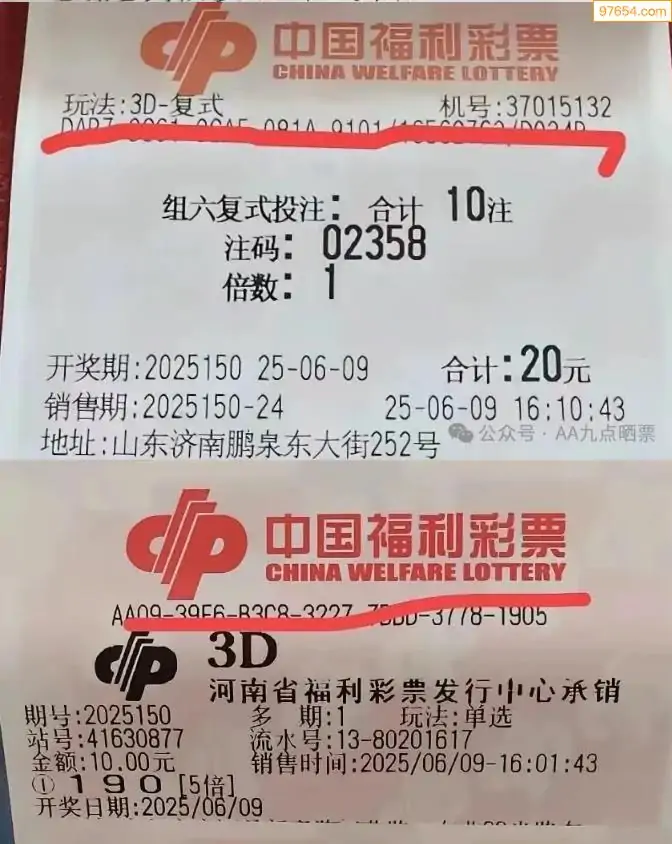 97654.com
中国福利彩票
CHINA WELFARE LOTTERY
玩法:3D-复式 机号:37015132
组六复式投注: 合计 10注
注码: 02358
倍数: 1
开奖期:2025150 25-06-09 合计:20元
销售期:2025150-24 25-06-09 16:10:43
地址:山东济南鹏泉东大街252号
公众号·AA九点晒票
中国福利彩票
CHINA WELFARE LOTTERY
AA09-39F6-B3C8-3227 7DBD-3778-1905
3D
河南省福利彩票发行中心承销
期号:2025150 多 期:1 玩法:单选
站号:41630877 流水号:13-80201617
金额:10.00元 销售时间:2025/06/09-16:01:43
① 1 9 0 [5倍]
开奖日期:2025/06/09